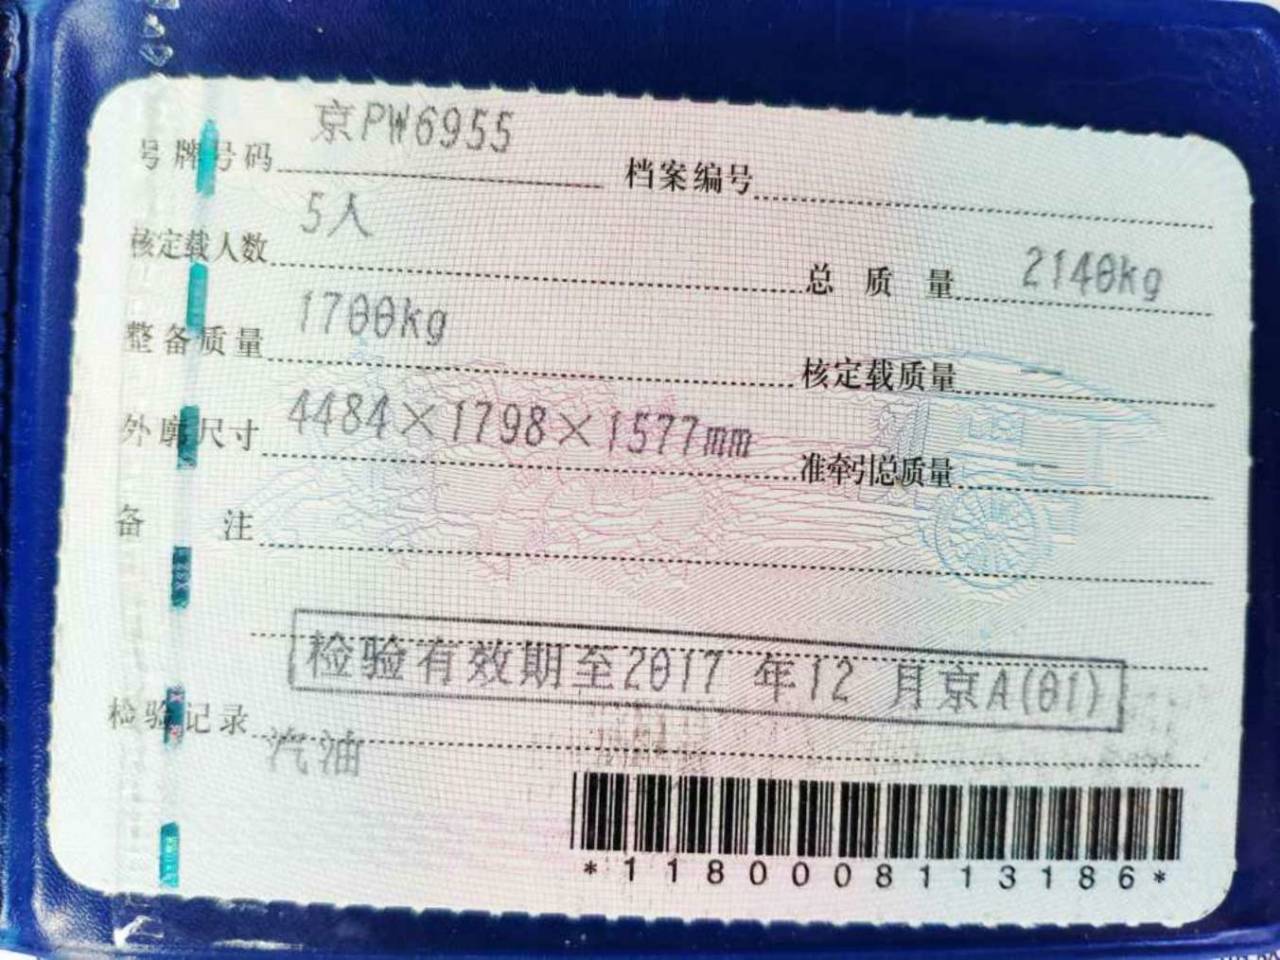 号牌号码 京PW6955 档案编号
核定载人数 5人 总质量 2140kg
整备质量 1700kg 核定载质量 --
外廓尺寸 4484×1798×1577mm 准牵引总质量 --
备注
检验有效期至2017 年12 月京A(01)
检验记录
汽油
*1180008113186*